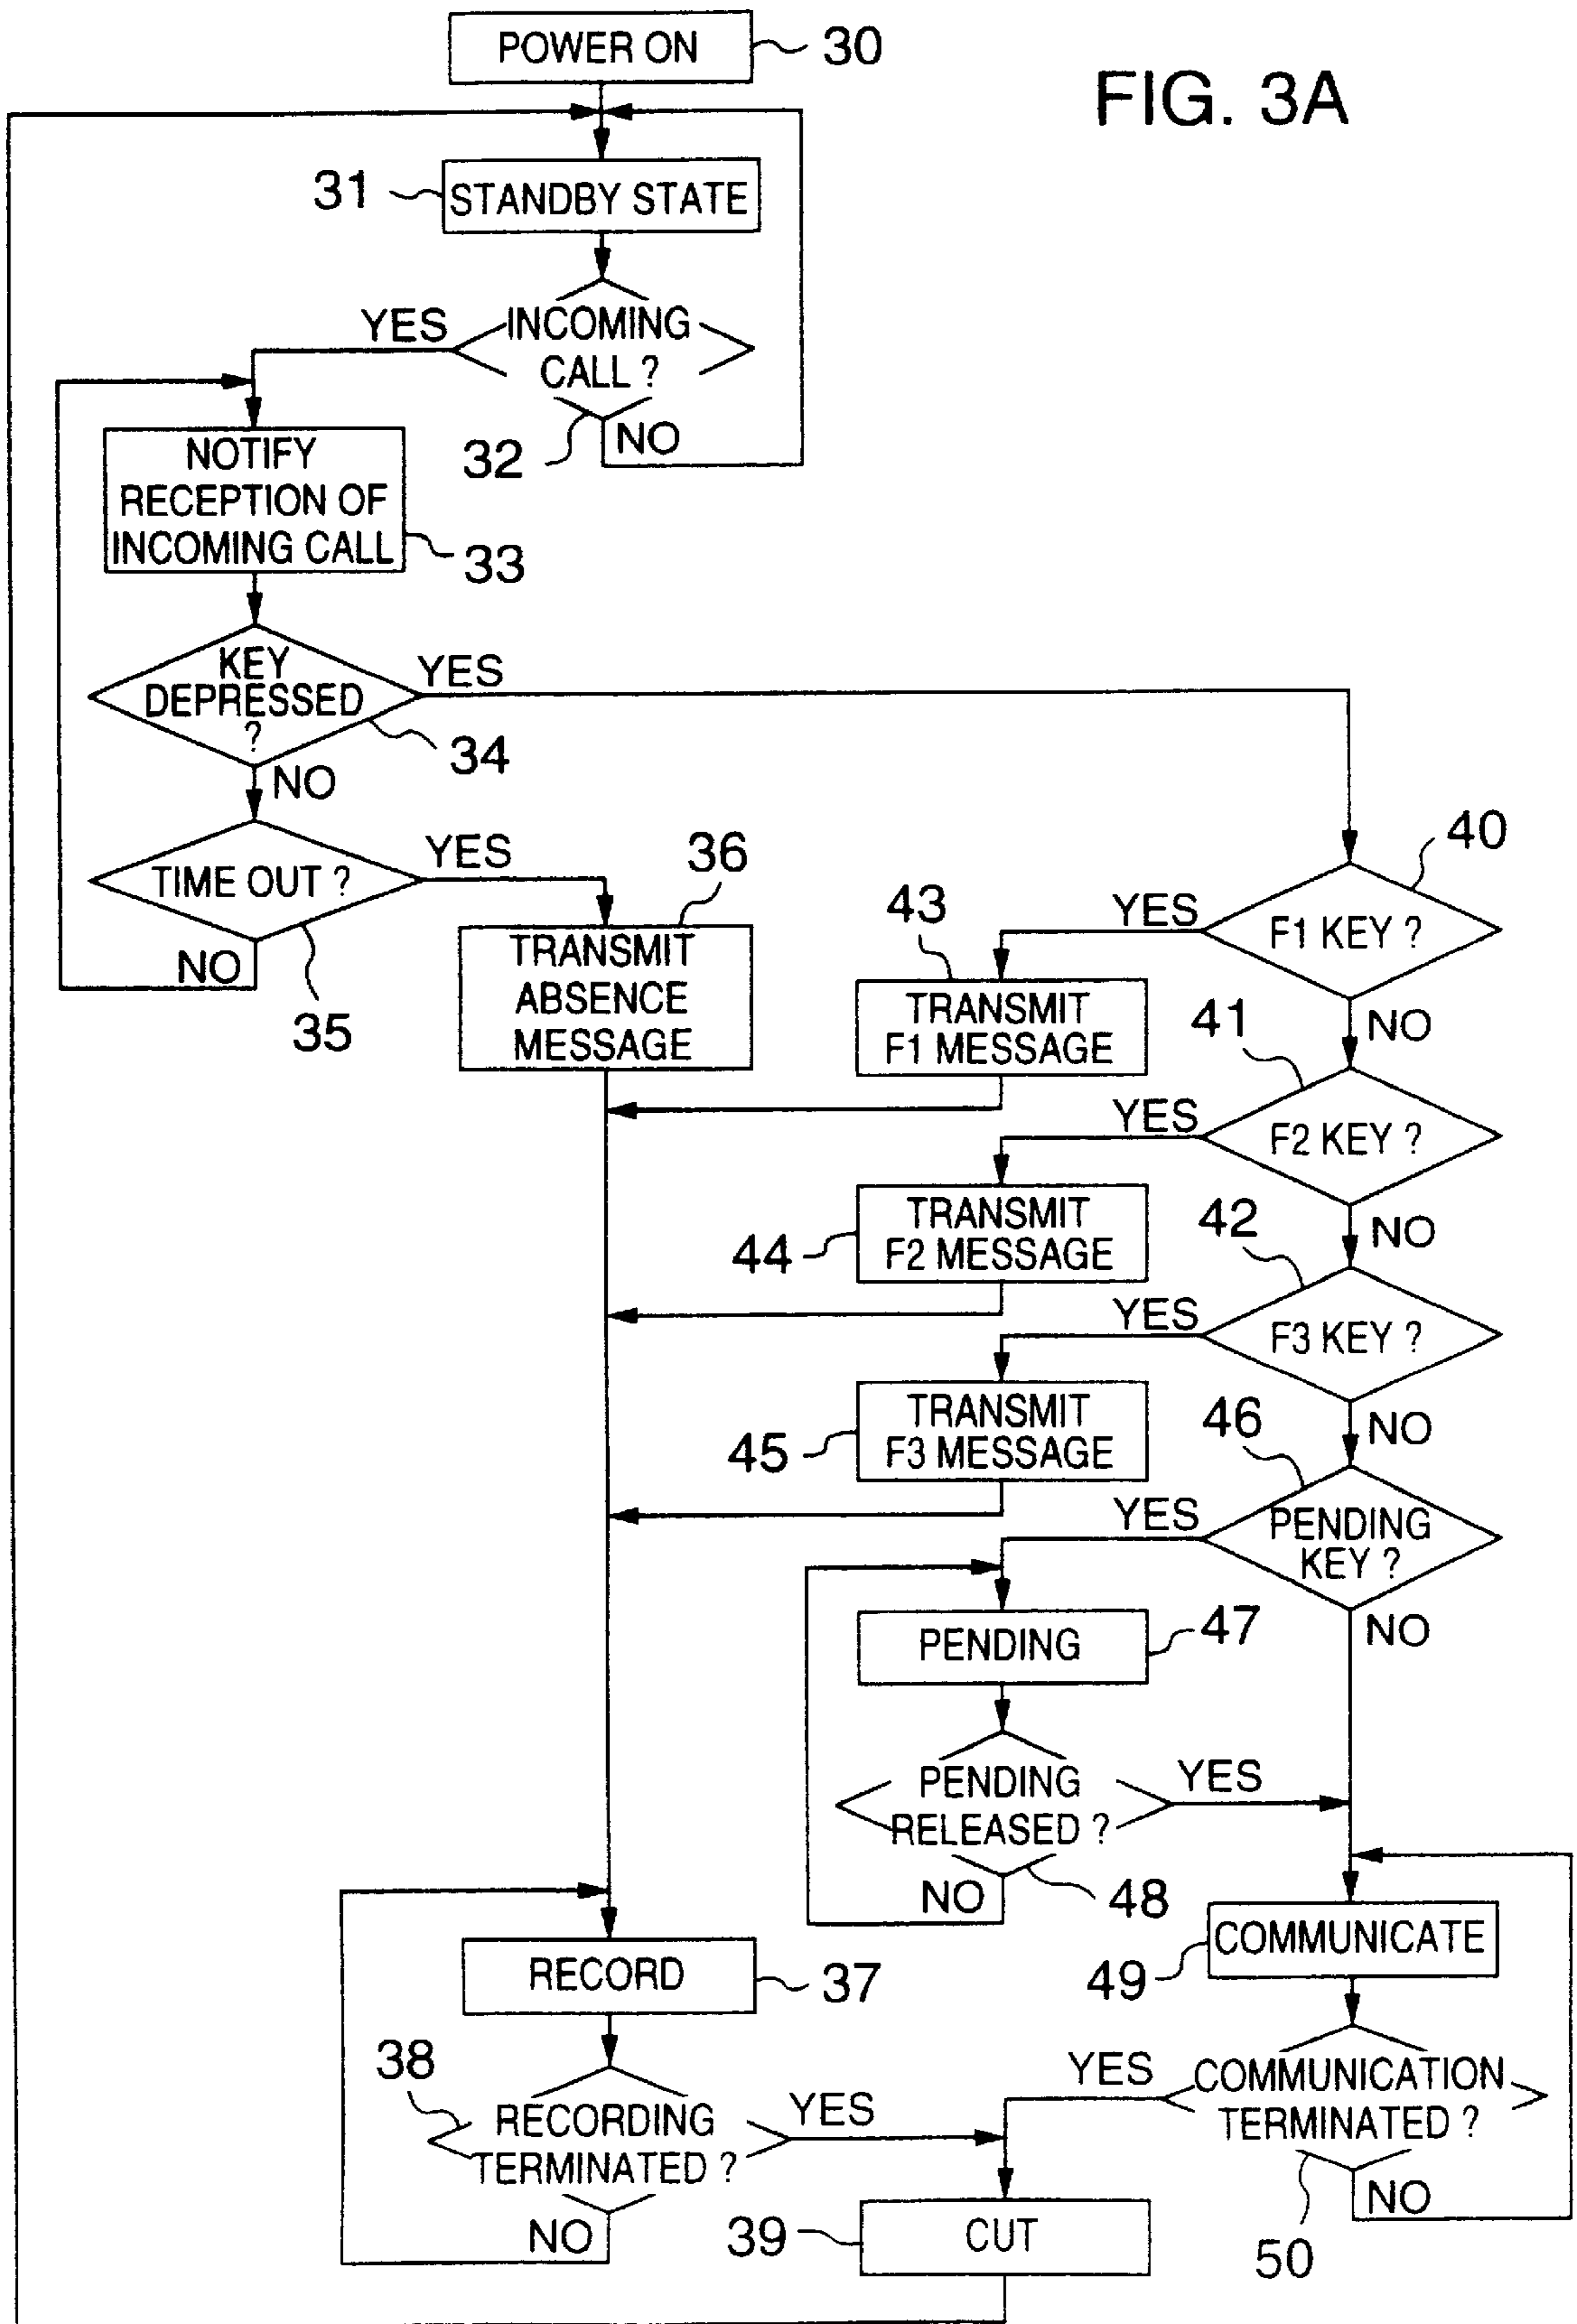 FIG. 3A
POWER ON
30
31
STANDBY STATE
YES
INCOMING
CALL ?
32
NO
NOTIFY
RECEPTION OF
INCOMING CALL
33
KEY
DEPRESSED
?
YES
34
NO
TIME OUT ?
YES
NO
35
36
TRANSMIT
ABSENCE
MESSAGE
40
F1 KEY ?
YES
NO
43
TRANSMIT
F1 MESSAGE
41
F2 KEY ?
YES
NO
44
TRANSMIT
F2 MESSAGE
42
F3 KEY ?
YES
NO
45
TRANSMIT
F3 MESSAGE
46
PENDING
KEY ?
YES
NO
PENDING
47
PENDING
RELEASED ?
YES
NO
48
COMMUNICATE
49
COMMUNICATION
TERMINATED ?
YES
NO
50
RECORD
37
38
RECORDING
TERMINATED ?
YES
NO
39
CUT